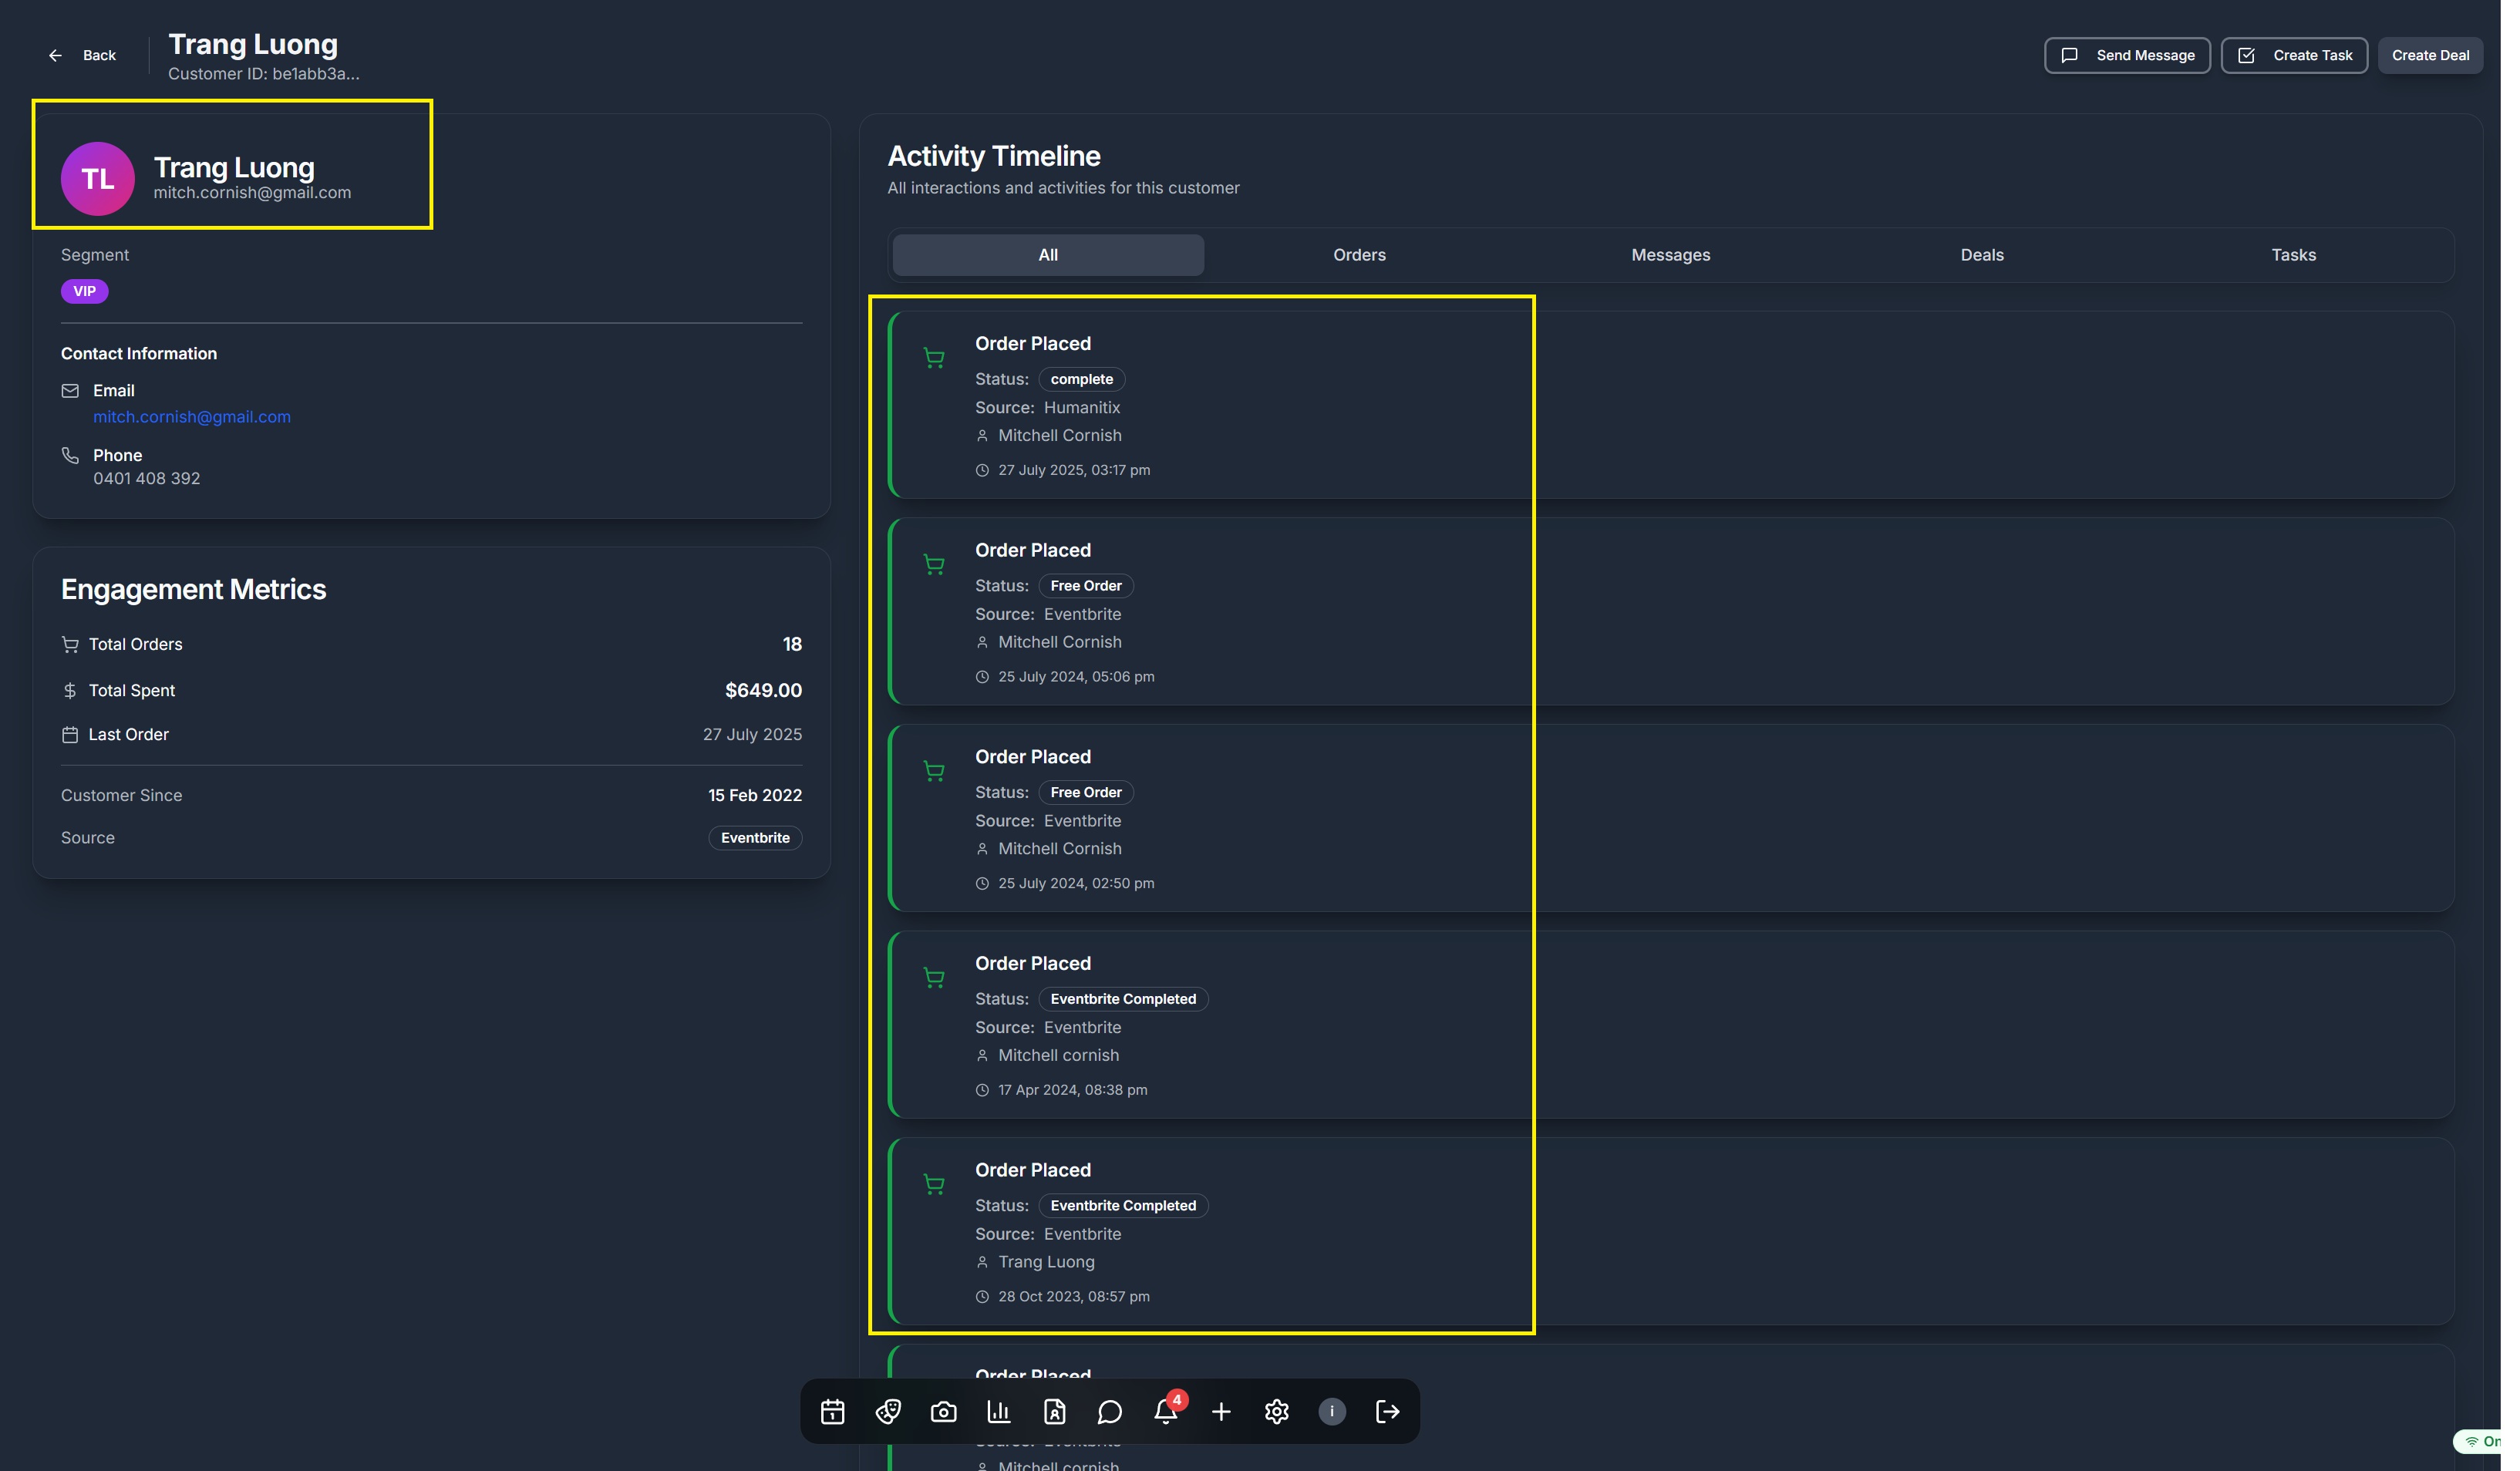 Back
Trang Luong
Customer ID: be1abb3a...
Send Message
Create Task
Create Deal
TL
Trang Luong
mitch.cornish@gmail.com
Segment
VIP
Contact Information
Email
mitch.cornish@gmail.com
Phone
0401 408 392
Engagement Metrics
Total Orders 18
Total Spent $649.00
Last Order 27 July 2025
Customer Since 15 Feb 2022
Source Eventbrite
Activity Timeline
All interactions and activities for this customer
All Orders Messages Deals Tasks
Order Placed
Status: complete
Source: Humanitix
Mitchell Cornish
27 July 2025, 03:17 pm
Order Placed
Status: Free Order
Source: Eventbrite
Mitchell Cornish
25 July 2024, 05:06 pm
Order Placed
Status: Free Order
Source: Eventbrite
Mitchell Cornish
25 July 2024, 02:50 pm
Order Placed
Status: Eventbrite Completed
Source: Eventbrite
Mitchell cornish
17 Apr 2024, 08:38 pm
Order Placed
Status: Eventbrite Completed
Source: Eventbrite
Trang Luong
28 Oct 2023, 08:57 pm
Order Placed
1
4
i
Source: Eventbrite
Mitchell cornish